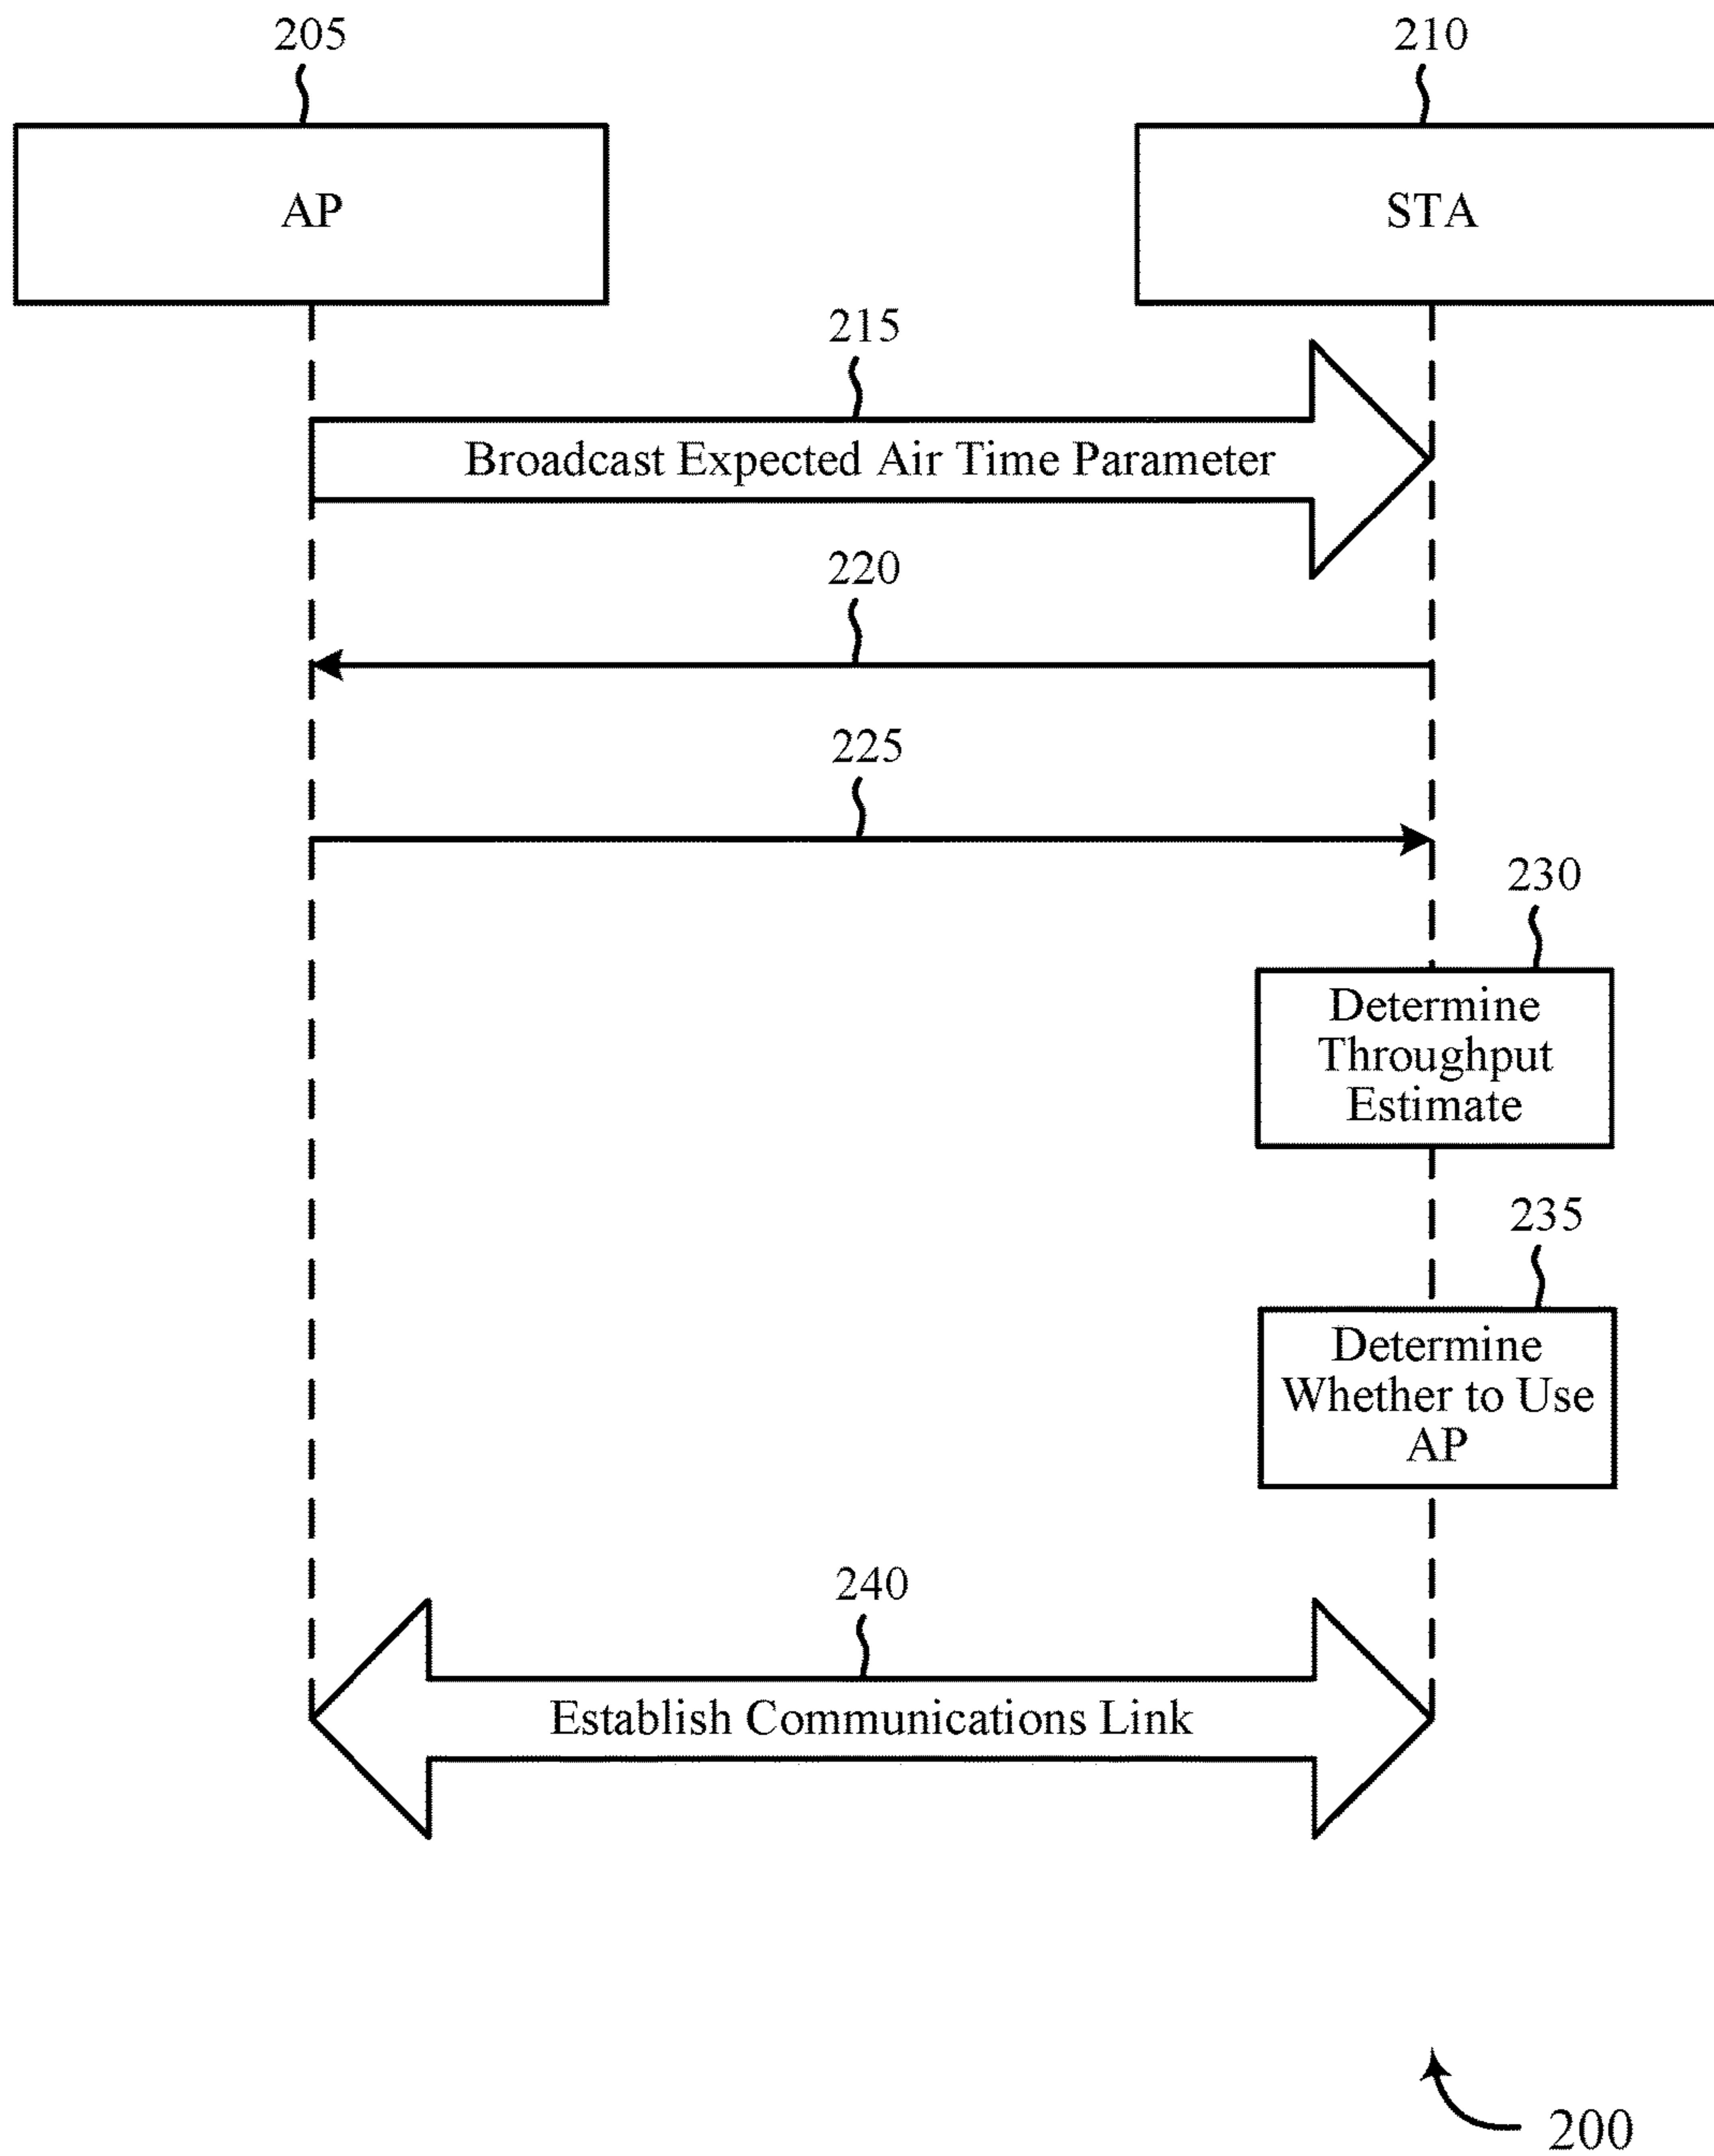 205
210
AP
STA
215
Broadcast Expected Air Time Parameter
220
225
230
Determine
Throughput
Estimate
235
Determine
Whether to Use
AP
240
Establish Communications Link
200